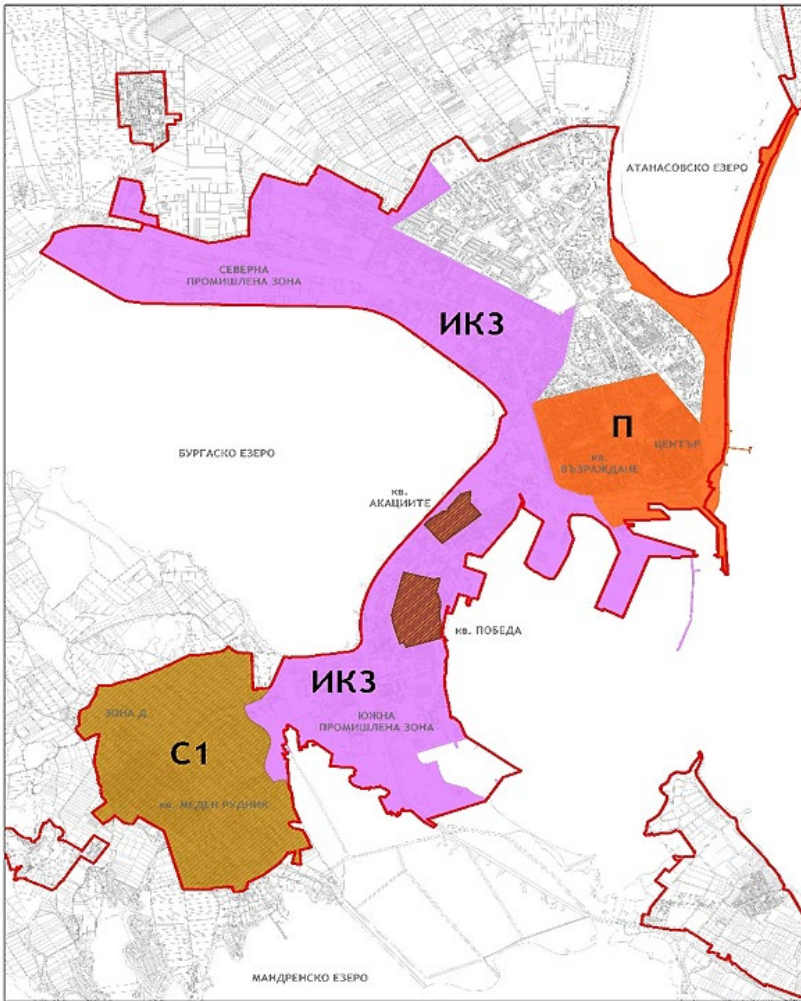 АТАНАСОВСКО ЕЗЕРО
СЕВЕРНА
ПРОМИШЛЕНА ЗОНА
ИКЗ
П
ЦЕНТЪР
кв.
ВЪЗРАЖДАНЕ
БУРГАСКО ЕЗЕРО
кв.
АКАЦИИТЕ
кв. ПОБЕДА
ИКЗ
ЮЖНА
ПРОМИШЛЕНА ЗОНА
ЗОНА Д
С1
кв. МЕДЕН РУДНИК
МАНДРЕНСКО ЕЗЕРО